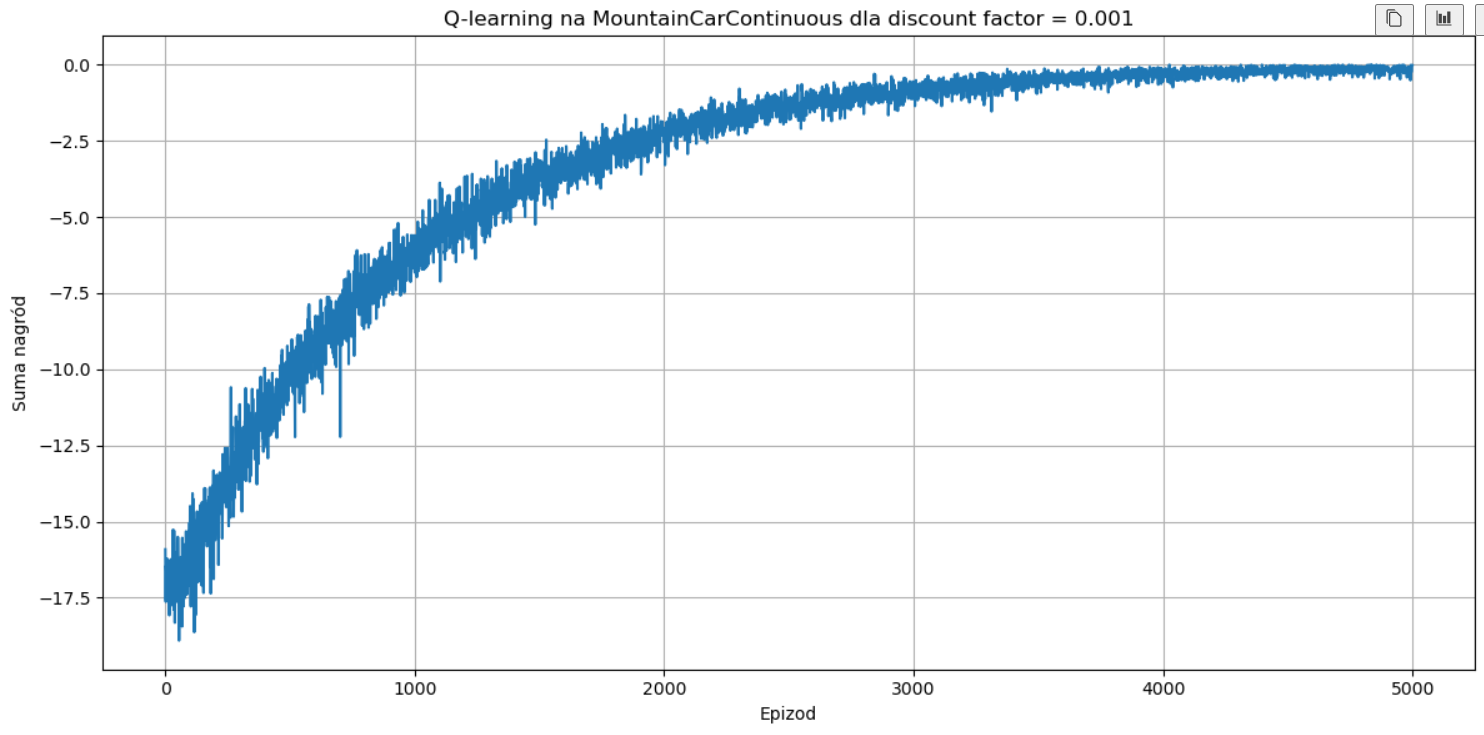 Q-learning na MountainCarContinuous dla discount factor = 0.001
0.0
−2.5
−5.0
−7.5
−10.0
−12.5
−15.0
−17.5
Suma nagród
0 1000 2000 3000 4000 5000
Epizod